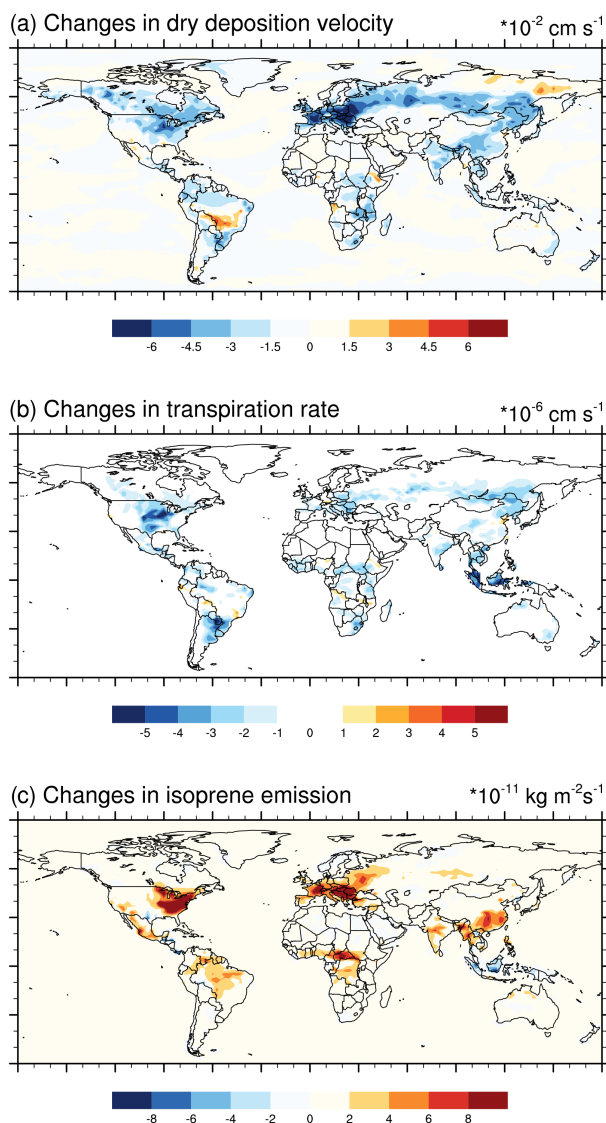 (a) Changes in dry deposition velocity *10⁻² cm s⁻¹
-6 -4.5 -3 -1.5 0 1.5 3 4.5 6
(b) Changes in transpiration rate *10⁻⁶ cm s⁻¹
-5 -4 -3 -2 -1 0 1 2 3 4 5
(c) Changes in isoprene emission *10⁻¹¹ kg m⁻²s⁻¹
-8 -6 -4 -2 0 2 4 6 8